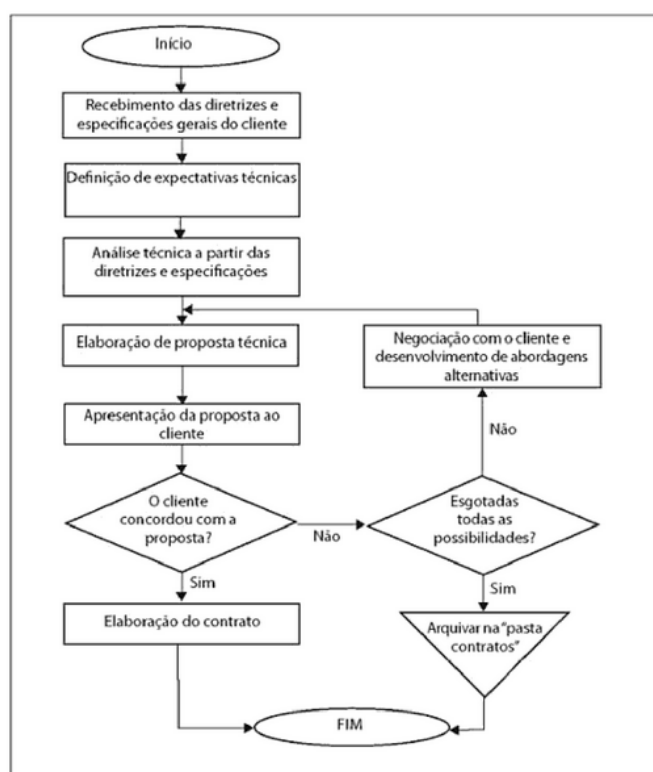 Início
Recebimento das diretrizes e
especificações gerais do cliente
Definição de expectativas técnicas
Análise técnica a partir das
diretrizes e especificações
Elaboração de proposta técnica
Negociação com o cliente e
desenvolvimento de abordagens
alternativas
Apresentação da proposta ao
cliente
Não
O cliente
concordou com a
proposta?
Não
Esgotadas
todas as
possibilidades?
Sim
Sim
Elaboração do contrato
Arquivar na “pasta
contratos”
FIM